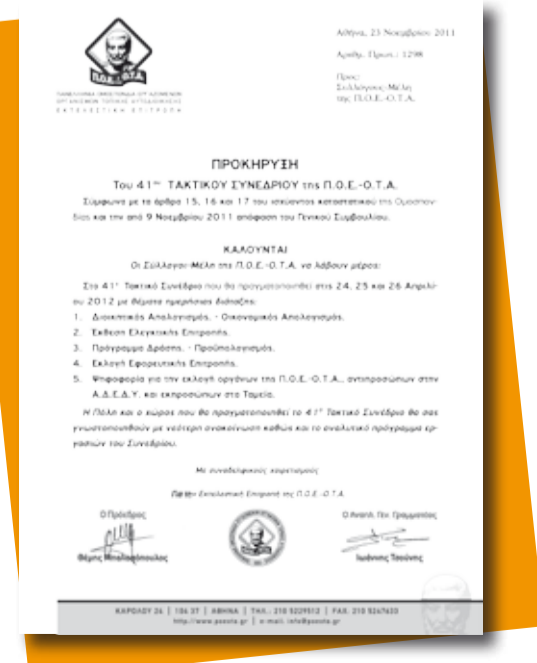 Π.Ο.Ε.-Ο.Τ.Α.
ΠΑΝΕΛΛΗΝΙΑ ΟΜΟΣΠΟΝΔΙΑ ΕΡΓΑΖΟΜΕΝΩΝ
ΟΡΓΑΝΙΣΜΩΝ ΤΟΠΙΚΗΣ ΑΥΤΟΔΙΟΙΚΗΣΗΣ
ΕΚΤΕΛΕΣΤΙΚΗ ΕΠΙΤΡΟΠΗ
Αθήνα, 23 Νοεμβρίου 2011
Αριθμ. Πρωτ.: 1298
Προς:
Συλλόγους-Μέλη
της Π.Ο.Ε.-Ο.Τ.Α.
ΠΡΟΚΗΡΥΞΗ
Του 41ου ΤΑΚΤΙΚΟΥ ΣΥΝΕΔΡΙΟΥ της Π.Ο.Ε.-Ο.Τ.Α.
Σύμφωνα με τα άρθρα 15, 16 και 17 του ισχύοντος καταστατικού της Ομοσπον-
δίας και την από 9 Νοεμβρίου 2011 απόφαση του Γενικού Συμβουλίου.
ΚΑΛΟΥΝΤΑΙ
Οι Σύλλογοι-Μέλη της Π.Ο.Ε.-Ο.Τ.Α. να λάβουν μέρος:
Στο 41ο Τακτικό Συνέδριο που θα πραγματοποιηθεί στις 24, 25 και 26 Απριλί-
ου 2012 με θέματα ημερήσιας διάταξης:
1. Διοικητικός Απολογισμός. - Οικονομικός Απολογισμός.
2. Έκθεση Ελεγκτικής Επιτροπής.
3. Πρόγραμμα Δράσης. - Προϋπολογισμός.
4. Εκλογή Εφορευτικής Επιτροπής.
5. Ψηφοφορία για την εκλογή οργάνων της Π.Ο.Ε.-Ο.Τ.Α., αντιπροσώπων στην
Α.Δ.Ε.Δ.Υ. και εκπροσώπων στα Ταμεία.
Η Πόλη και ο χώρος που θα πραγματοποιηθεί το 41ο Τακτικό Συνέδριο θα σας
γνωστοποιηθούν με νεότερη ανακοίνωση καθώς και το αναλυτικό πρόγραμμα ερ-
γασιών του Συνεδρίου.
Με συναδελφικούς χαιρετισμούς
Για την Εκτελεστική Επιτροπή της Π.Ο.Ε.-Ο.Τ.Α.
Ο Πρόεδρος
Ο Αναπλ. Γεν. Γραμματέας
Θέμης Μπαλασόπουλος
Ιωάννης Τσούνης
ΚΑΡΟΛΟΥ 24 | 104 37 | ΑΘΗΝΑ | ΤΗΛ.: 210 5229512 | FAX. 210 5247633
http://www.poeota.gr | e-mail: info@poeota.gr